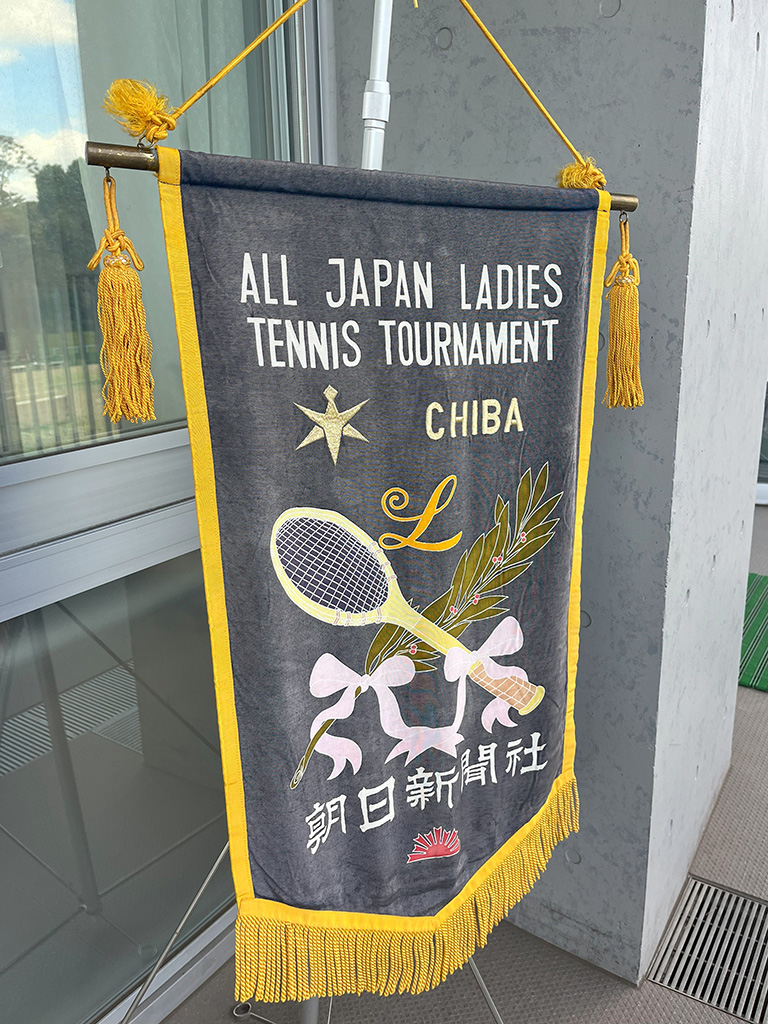 ALL JAPAN LADIES
TENNIS TOURNAMENT
CHIBA
L
朝日新聞社